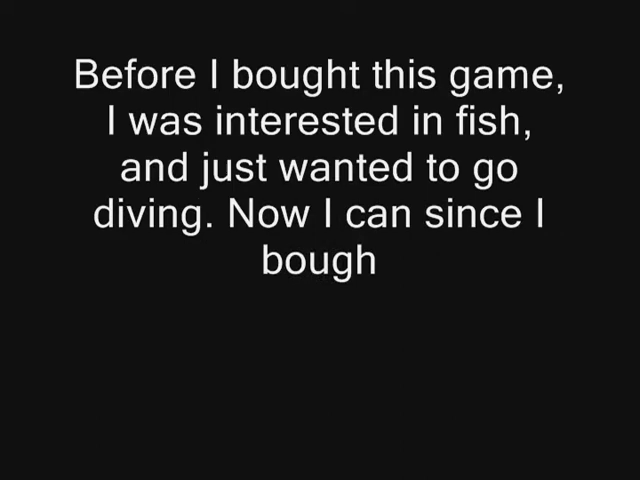 Before I bought this game,
I was interested in fish,
and just wanted to go
diving. Now I can since I
bough